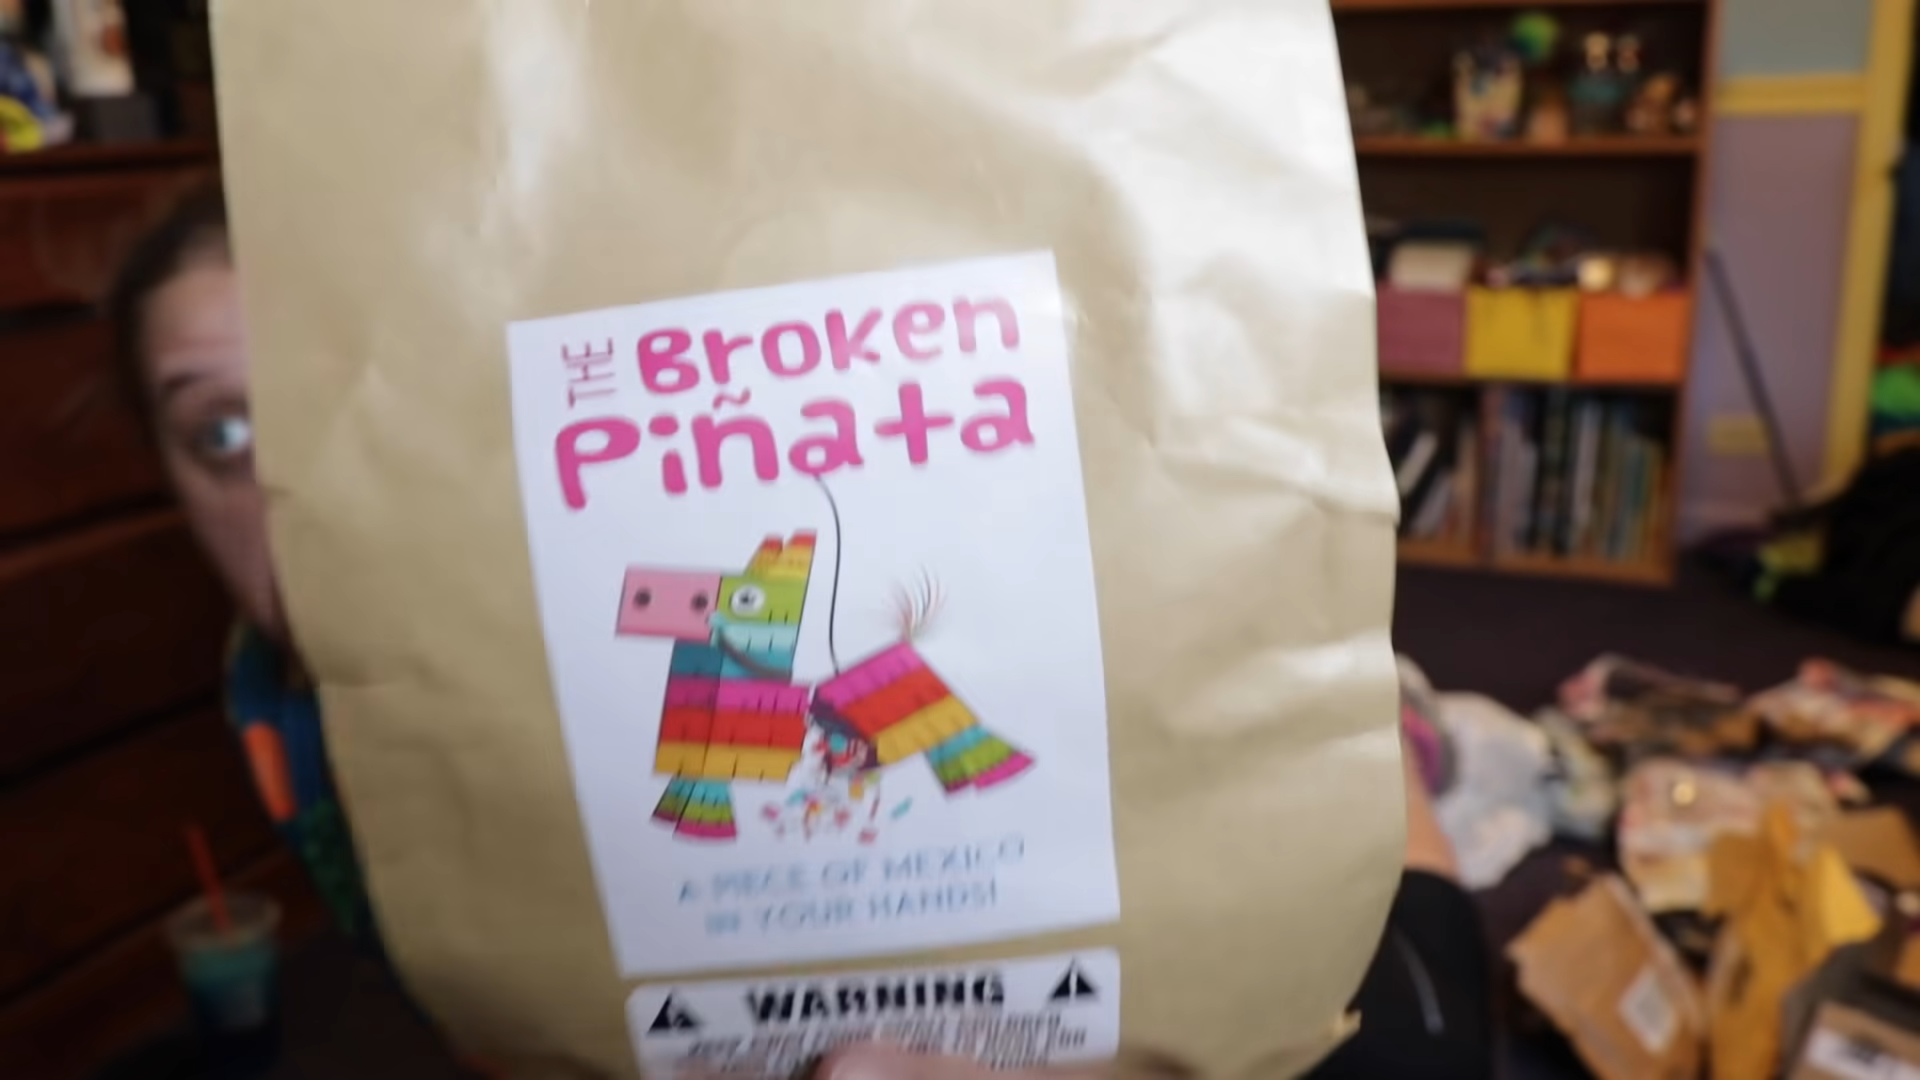 THE Broken
Piñata
A PIECE OF MEXICO
IN YOUR HANDS!
WARNING